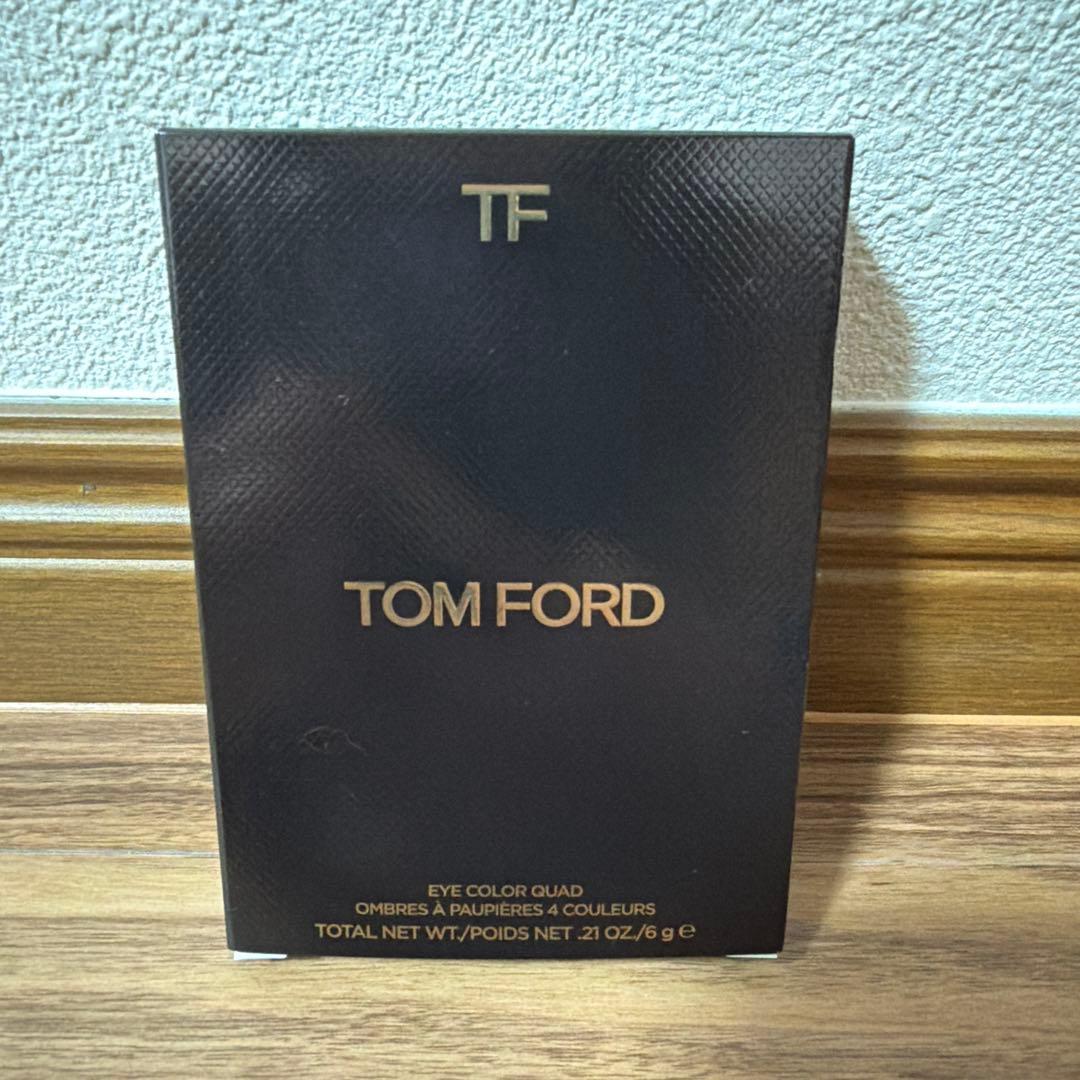 TF
TOM FORD
EYE COLOR QUAD
OMBRES À PAUPIÈRES 4 COULEURS
TOTAL NET WT./POIDS NET .21 OZ./6 g ℮